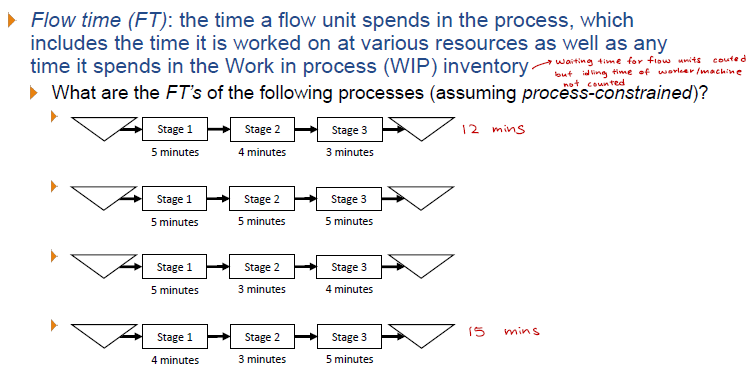 Flow time (FT): the time a flow unit spends in the process, which
includes the time it is worked on at various resources as well as any
time it spends in the Work in process (WIP) inventory
→ waiting time for flow units couted
but idling time of worker/machine
not counted
What are the FT's of the following processes (assuming process-constrained)?
Stage 1 Stage 2 Stage 3 12 mins
5 minutes 4 minutes 3 minutes
Stage 1 Stage 2 Stage 3
5 minutes 5 minutes 5 minutes
Stage 1 Stage 2 Stage 3
5 minutes 3 minutes 4 minutes
Stage 1 Stage 2 Stage 3 15 mins
4 minutes 3 minutes 5 minutes